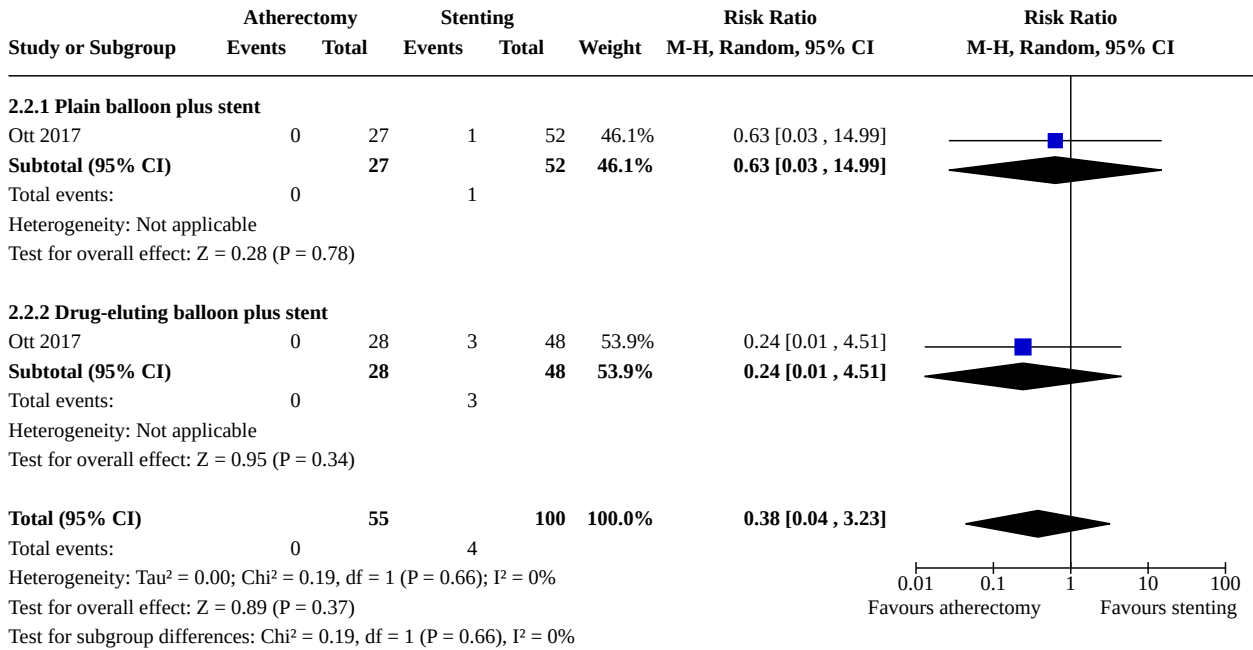 Atherectomy Stenting Risk Ratio Risk Ratio
Study or Subgroup Events Total Events Total Weight M-H, Random, 95% CI M-H, Random, 95% CI
2.2.1 Plain balloon plus stent
Ott 2017 0 27 1 52 46.1% 0.63 [0.03 , 14.99]
Subtotal (95% CI) 27 52 46.1% 0.63 [0.03 , 14.99]
Total events: 0 1
Heterogeneity: Not applicable
Test for overall effect: Z = 0.28 (P = 0.78)
2.2.2 Drug-eluting balloon plus stent
Ott 2017 0 28 3 48 53.9% 0.24 [0.01 , 4.51]
Subtotal (95% CI) 28 48 53.9% 0.24 [0.01 , 4.51]
Total events: 0 3
Heterogeneity: Not applicable
Test for overall effect: Z = 0.95 (P = 0.34)
Total (95% CI) 55 100 100.0% 0.38 [0.04 , 3.23]
Total events: 0 4
Heterogeneity: Tau² = 0.00; Chi² = 0.19, df = 1 (P = 0.66); I² = 0%
0.01 0.1 1 10 100
Test for overall effect: Z = 0.89 (P = 0.37)
Favours atherectomy Favours stenting
Test for subgroup differences: Chi² = 0.19, df = 1 (P = 0.66), I² = 0%